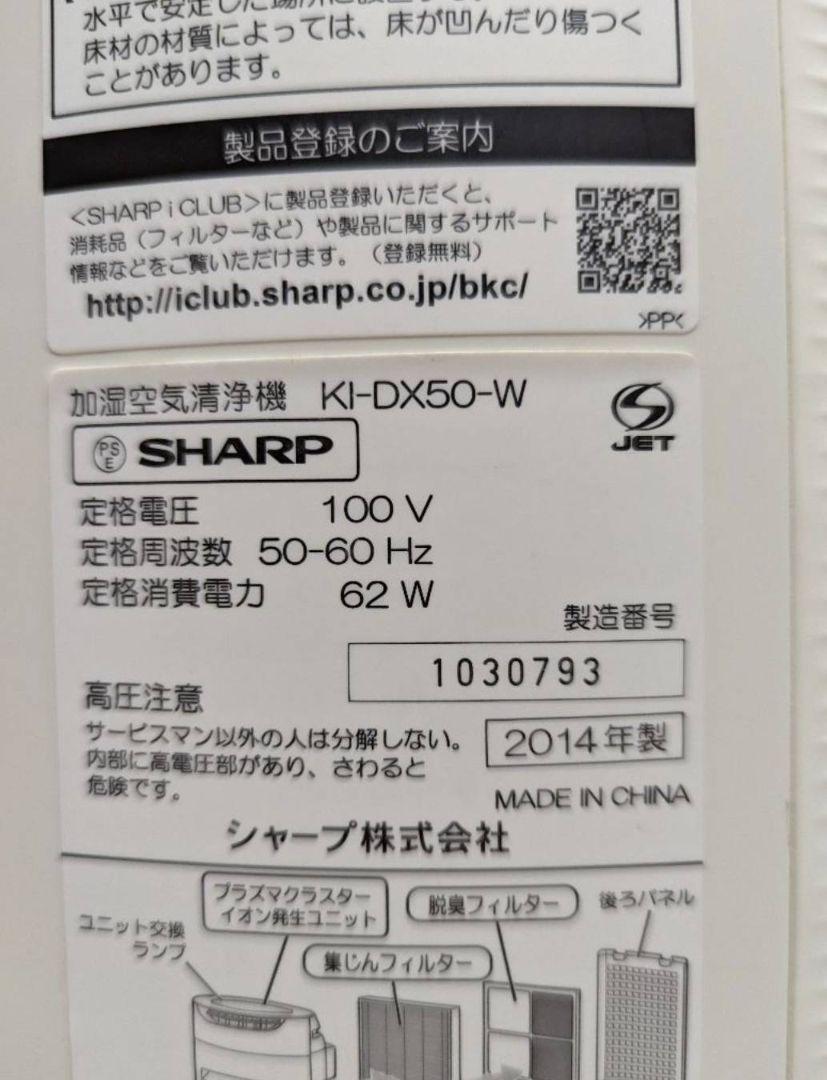 水平で安定した場所に設置
床材の材質によっては、床が凹んだり傷つく
ことがあります。
製品登録のご案内
<SHARP i CLUB>に製品登録いただくと、
消耗品（フィルターなど）や製品に関するサポート
情報などをご覧いただけます。（登録無料）
http://iclub.sharp.co.jp/bkc/
>PP<
加湿空気清浄機 KI-DX50-W
JET
PSE SHARP
定格電圧 100 V
定格周波数 50-60 Hz
定格消費電力 62 W
製造番号
1030793
高圧注意
サービスマン以外の人は分解しない。
内部に高電圧部があり、さわると
危険です。
2014年製
MADE IN CHINA
シャープ株式会社
プラズマクラスター
イオン発生ユニット
脱臭フィルター
後ろパネル
ユニット交換
ランプ
集じんフィルター